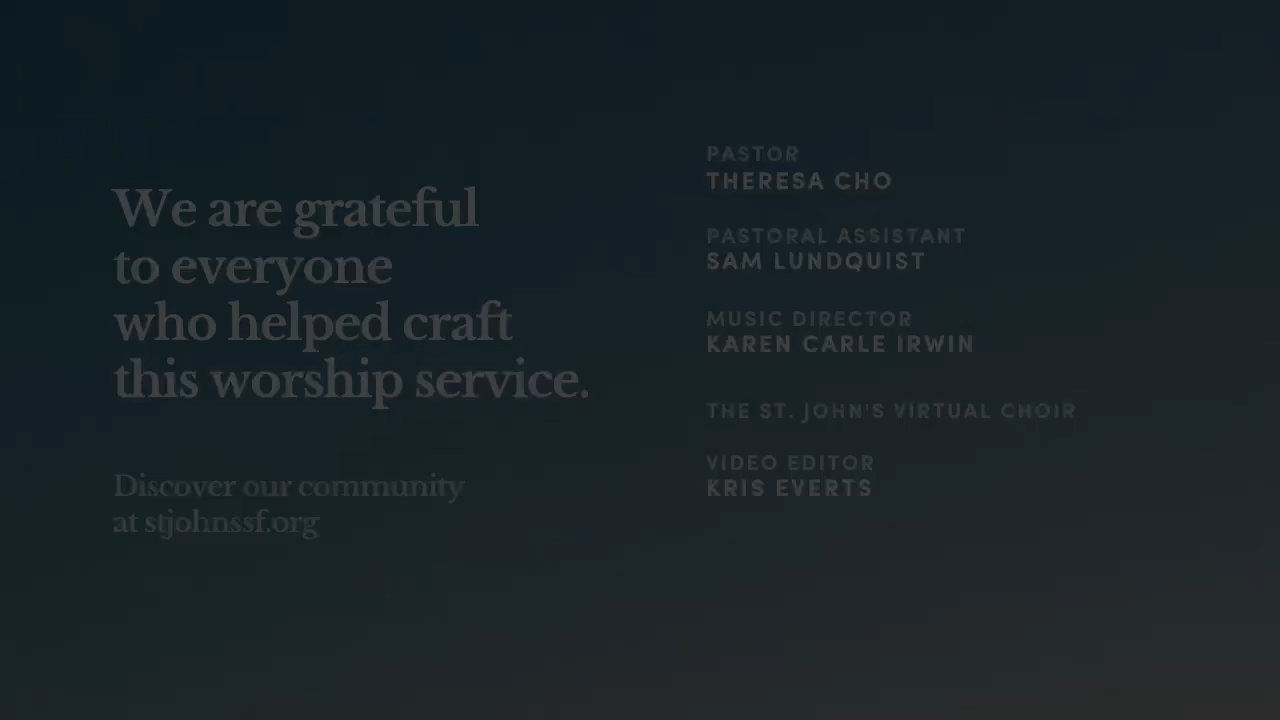 We are grateful
to everyone
who helped craft
this worship service.
Discover our community
at stjohnssf.org
PASTOR
THERESA CHO
PASTORAL ASSISTANT
SAM LUNDQUIST
MUSIC DIRECTOR
KAREN CARLE IRWIN
THE ST. JOHN'S VIRTUAL CHOIR
VIDEO EDITOR
KRIS EVERTS